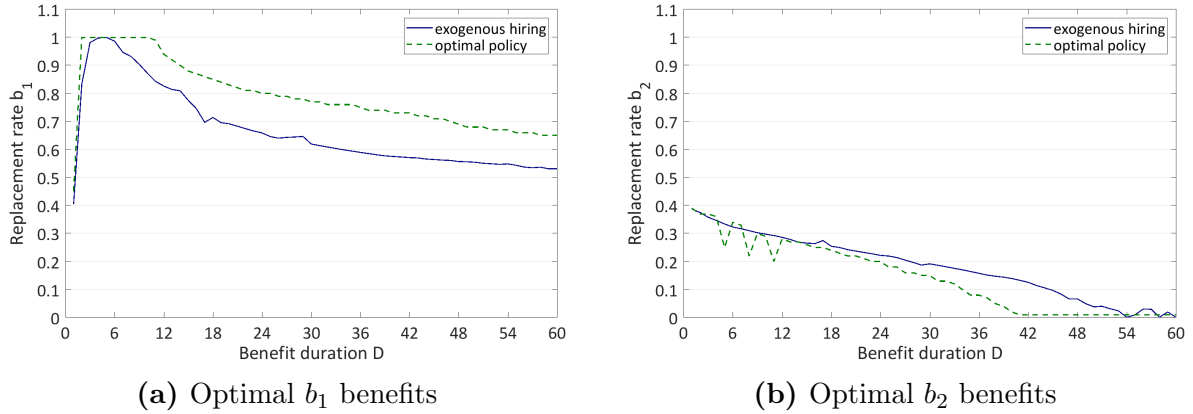 1.1
1
0.9
0.8
0.7
0.6
0.5
0.4
0.3
0.2
0.1
0
Replacement rate b1
exogenous hiring
optimal policy
0 6 12 18 24 30 36 42 48 54 60
Benefit duration D
(a) Optimal b1 benefits
1.1
1
0.9
0.8
0.7
0.6
0.5
0.4
0.3
0.2
0.1
0
Replacement rate b2
exogenous hiring
optimal policy
0 6 12 18 24 30 36 42 48 54 60
Benefit duration D
(b) Optimal b2 benefits